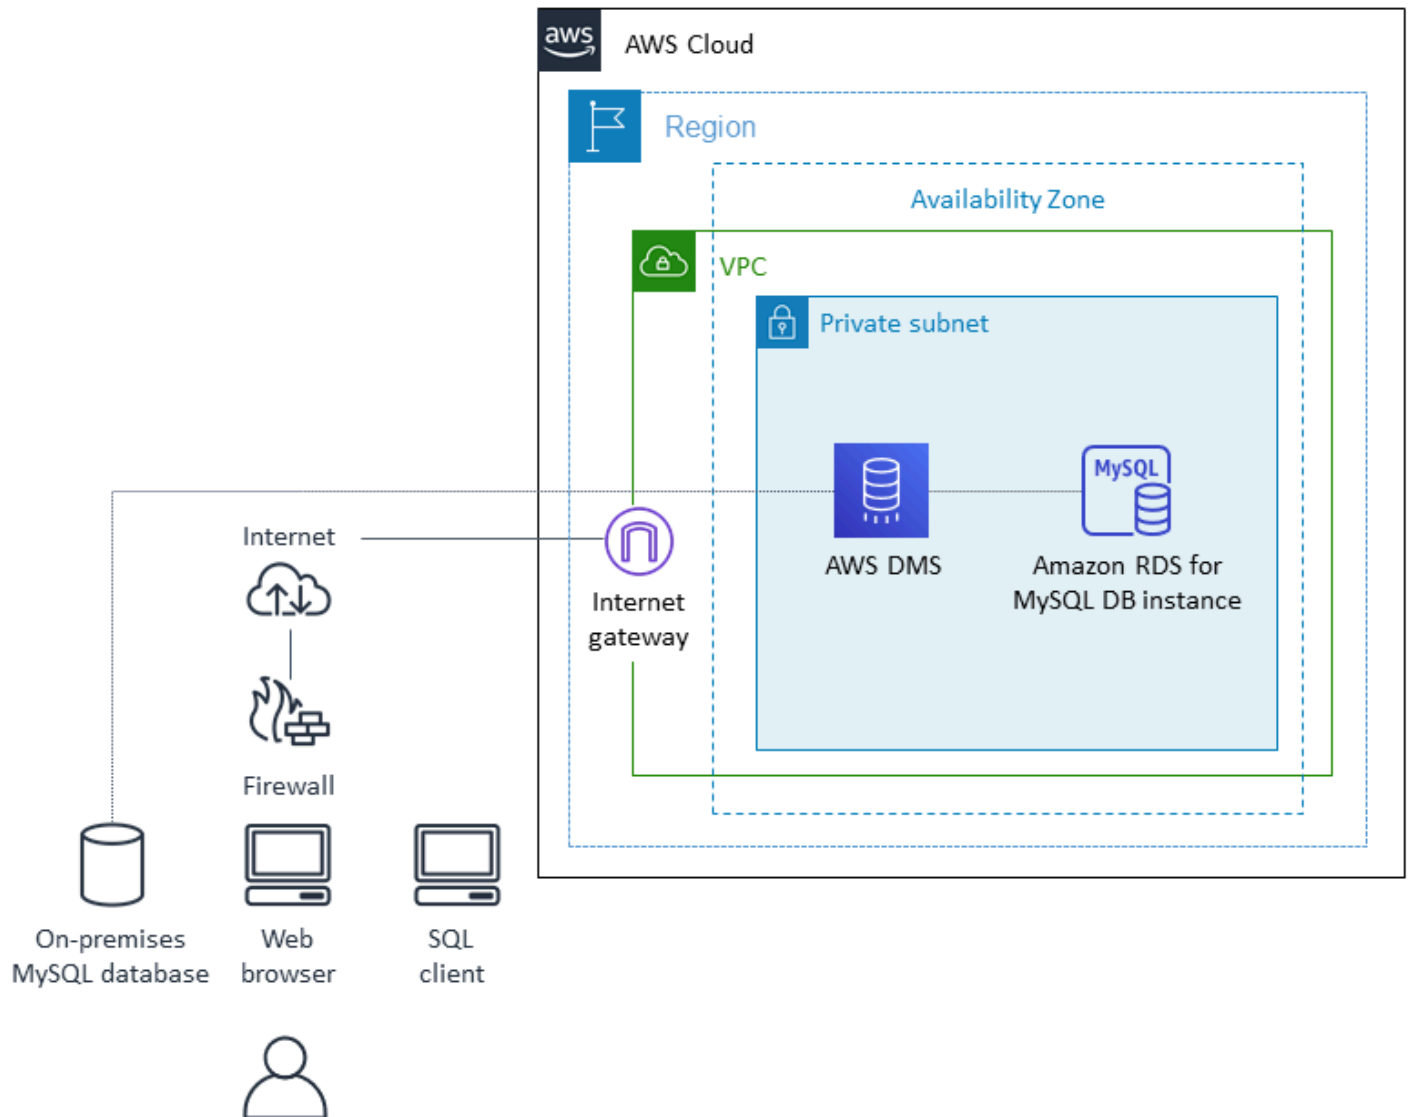 aws
AWS Cloud
Region
Availability Zone
VPC
Private subnet
MySQL
AWS DMS
Amazon RDS for
MySQL DB instance
Internet
Internet
gateway
Firewall
On-premises
MySQL database
Web
browser
SQL
client